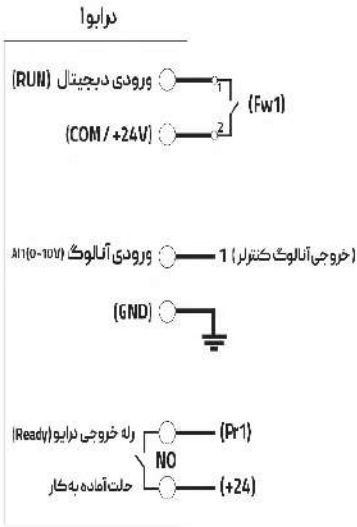 درایو1
ورودی دیجیتال (RUN)
1
(Fw1)
(COM / +24V)
2
ورودی آنالوگ AI1(0-10V)
1 (خروجی آنالوگ کنترلر)
(GND)
رله خروجی درایو (Ready)
(Pr1)
NO
حالت آماده به کار
(+24)